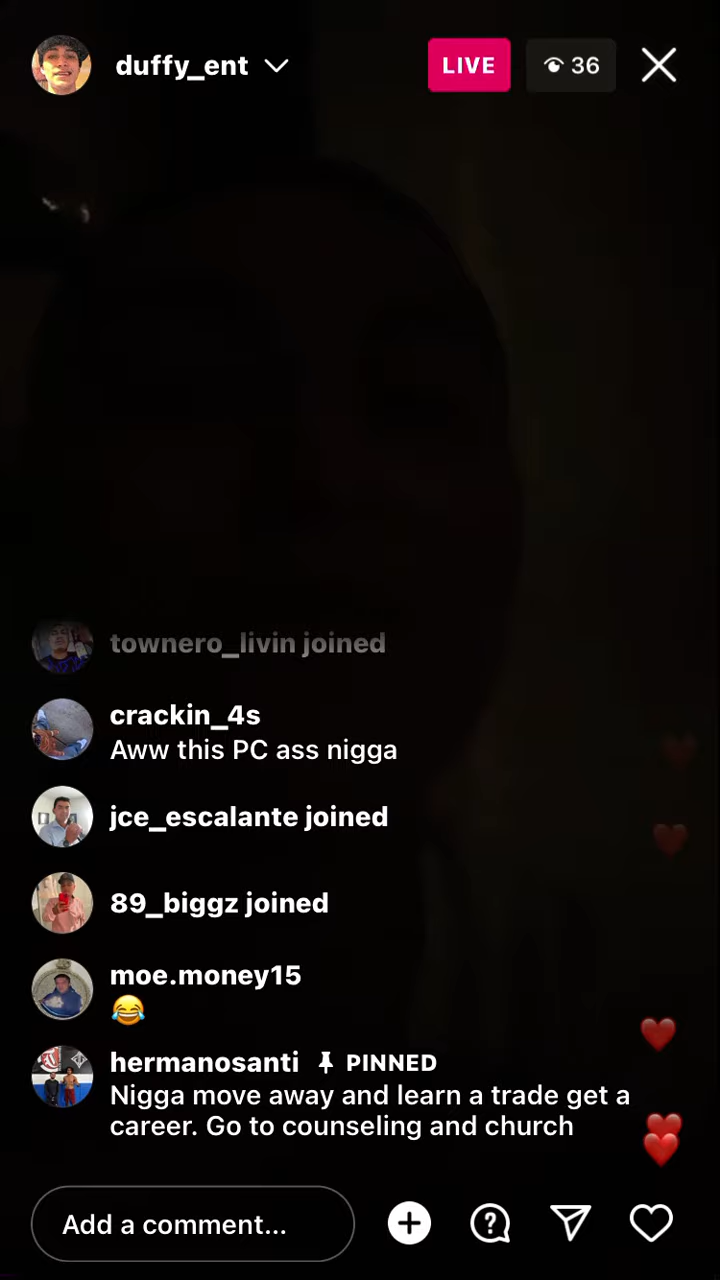 duffy_ent
LIVE
36
townero_livin joined
crackin_4s
Aww this PC ass nigga
jce_escalante joined
89_biggz joined
moe.money15
😂
hermanosanti PINNED
Nigga move away and learn a trade get a
career. Go to counseling and church
Add a comment...